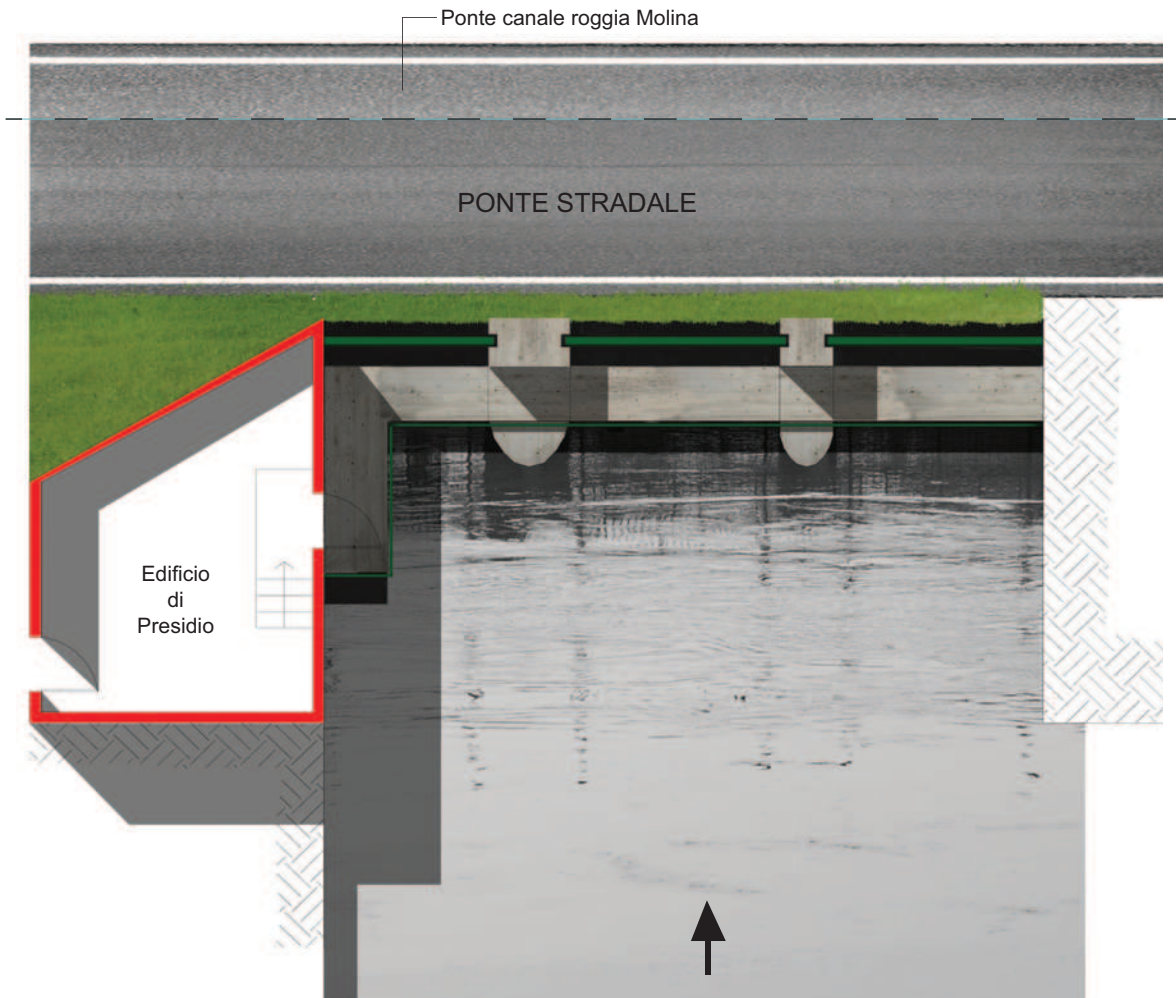 Ponte canale roggia Molina
PONTE STRADALE
Edificio
di
Presidio